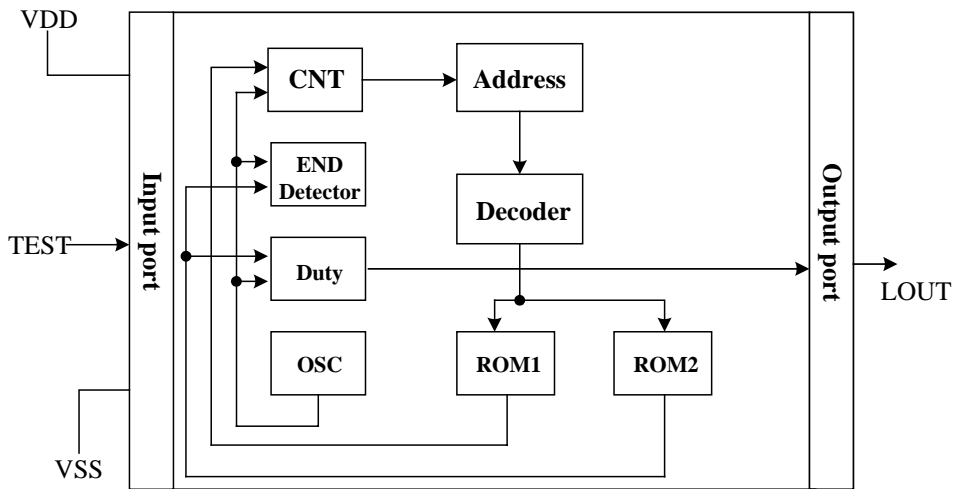 VDD
CNT
Address
END
Detector
Input port
Decoder
Output port
TEST
Duty
LOUT
OSC
ROM1
ROM2
VSS